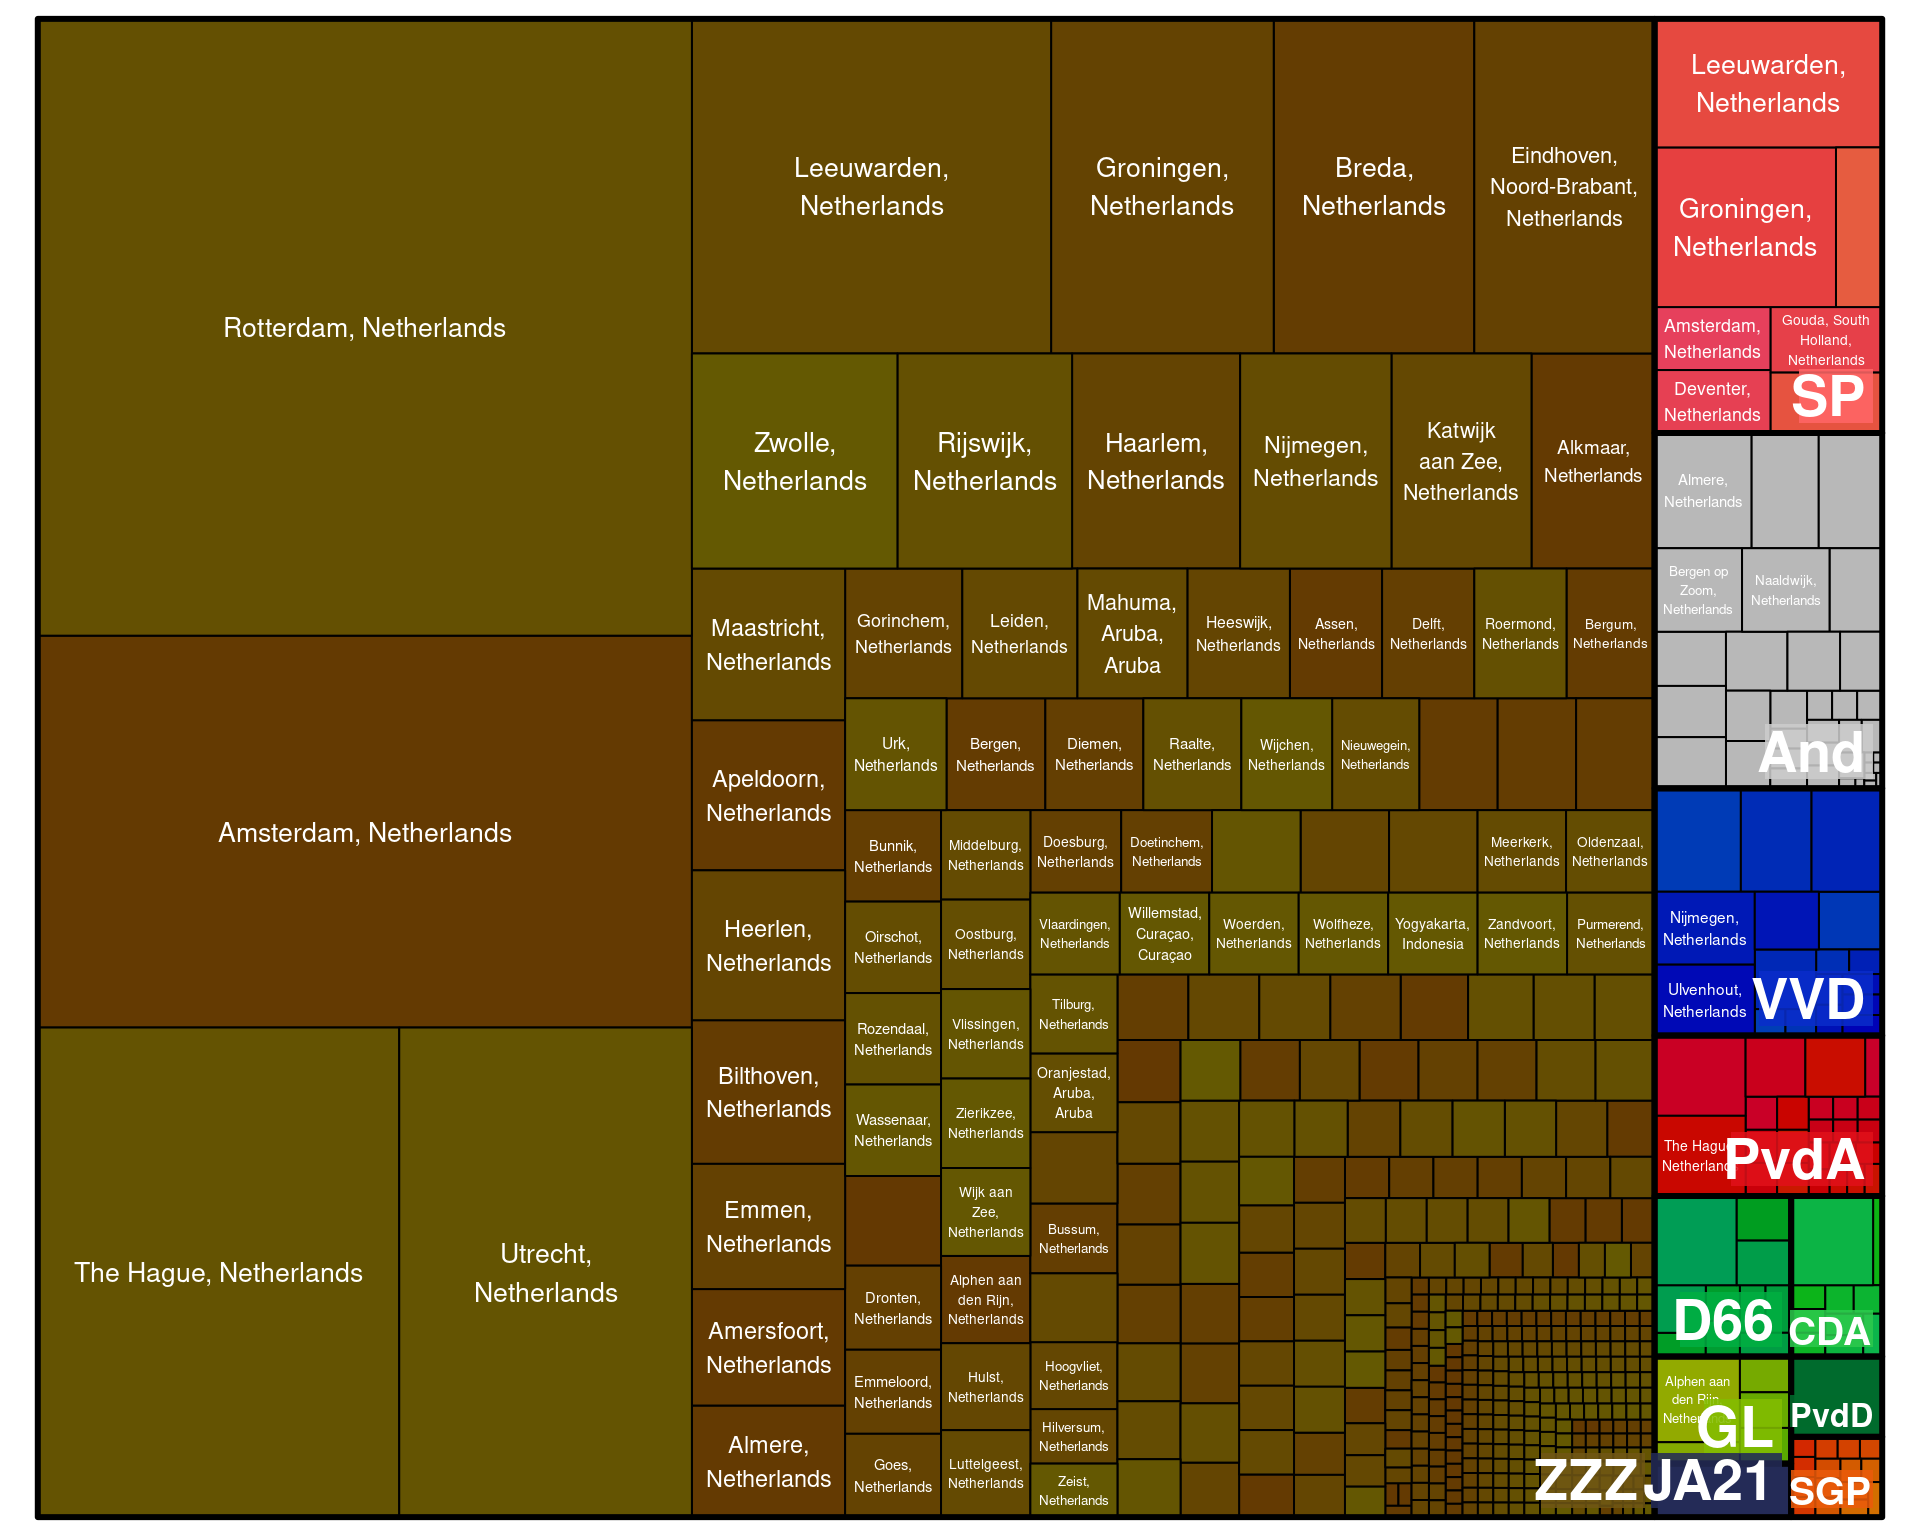 Rotterdam, Netherlands
Amsterdam, Netherlands
The Hague, Netherlands
Utrecht,
Netherlands
Leeuwarden,
Netherlands
Groningen,
Netherlands
Breda,
Netherlands
Eindhoven,
Noord-Brabant,
Netherlands
Zwolle,
Netherlands
Rijswijk,
Netherlands
Haarlem,
Netherlands
Nijmegen,
Netherlands
Katwijk
aan Zee,
Netherlands
Alkmaar,
Netherlands
Maastricht,
Netherlands
Apeldoorn,
Netherlands
Heerlen,
Netherlands
Bilthoven,
Netherlands
Emmen,
Netherlands
Amersfoort,
Netherlands
Almere,
Netherlands
Gorinchem,
Netherlands
Leiden,
Netherlands
Mahuma,
Aruba,
Aruba
Heeswijk,
Netherlands
Assen,
Netherlands
Delft,
Netherlands
Roermond,
Netherlands
Bergum,
Netherlands
Urk,
Netherlands
Bergen,
Netherlands
Diemen,
Netherlands
Raalte,
Netherlands
Wijchen,
Netherlands
Nieuwegein,
Netherlands
Bunnik,
Netherlands
Oirschot,
Netherlands
Rozendaal,
Netherlands
Wassenaar,
Netherlands
Dronten,
Netherlands
Emmeloord,
Netherlands
Goes,
Netherlands
Middelburg,
Netherlands
Oostburg,
Netherlands
Vlissingen,
Netherlands
Zierikzee,
Netherlands
Wijk aan
Zee,
Netherlands
Alphen aan
den Rijn,
Netherlands
Hulst,
Netherlands
Luttelgeest,
Netherlands
Doesburg,
Netherlands
Doetinchem,
Netherlands
Meerkerk,
Netherlands
Oldenzaal,
Netherlands
Vlaardingen,
Netherlands
Willemstad,
Curaçao,
Curaçao
Woerden,
Netherlands
Wolfheze,
Netherlands
Yogyakarta,
Indonesia
Zandvoort,
Netherlands
Purmerend,
Netherlands
Tilburg,
Netherlands
Oranjestad,
Aruba,
Aruba
Bussum,
Netherlands
Hoogvliet,
Netherlands
Hilversum,
Netherlands
Zeist,
Netherlands
ZZZ
Leeuwarden,
Netherlands
Groningen,
Netherlands
Amsterdam,
Netherlands
Gouda, South
Holland,
Netherlands
Deventer,
Netherlands
SP
Almere,
Netherlands
Bergen op
Zoom,
Netherlands
Naaldwijk,
Netherlands
And
Nijmegen,
Netherlands
Ulvenhout,
Netherlands
VVD
The Hague
Netherlands
PvdA
D66
CDA
Alphen aan
den Rijn,
GL
PvdD
JA21
SGP